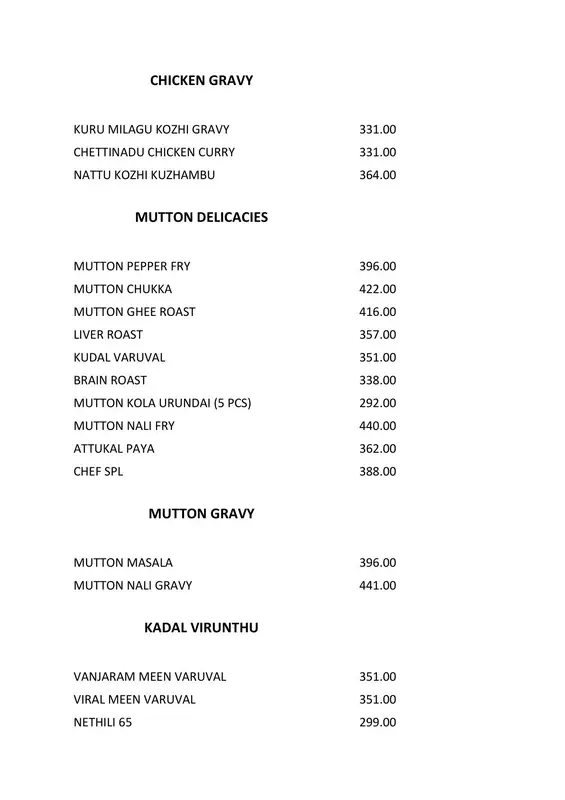 CHICKEN GRAVY
KURU MILAGU KOZHI GRAVY 331.00
CHETTINADU CHICKEN CURRY 331.00
NATTU KOZHI KUZHAMBU 364.00
MUTTON DELICACIES
MUTTON PEPPER FRY 396.00
MUTTON CHUKKA 422.00
MUTTON GHEE ROAST 416.00
LIVER ROAST 357.00
KUDAL VARUVAL 351.00
BRAIN ROAST 338.00
MUTTON KOLA URUNDAI (5 PCS) 292.00
MUTTON NALI FRY 440.00
ATTUKAL PAYA 362.00
CHEF SPL 388.00
MUTTON GRAVY
MUTTON MASALA 396.00
MUTTON NALI GRAVY 441.00
KADAL VIRUNTHU
VANJARAM MEEN VARUVAL 351.00
VIRAL MEEN VARUVAL 351.00
NETHILI 65 299.00